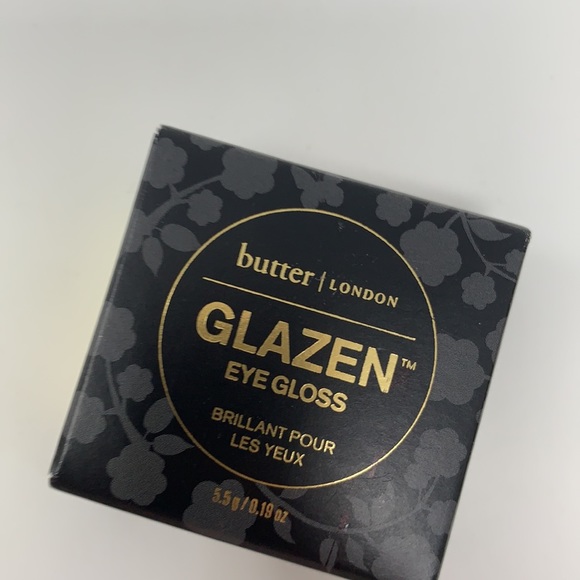 butter | LONDON
GLAZEN™
EYE GLOSS
BRILLANT POUR
LES YEUX
5.5 g / 0.19 oz